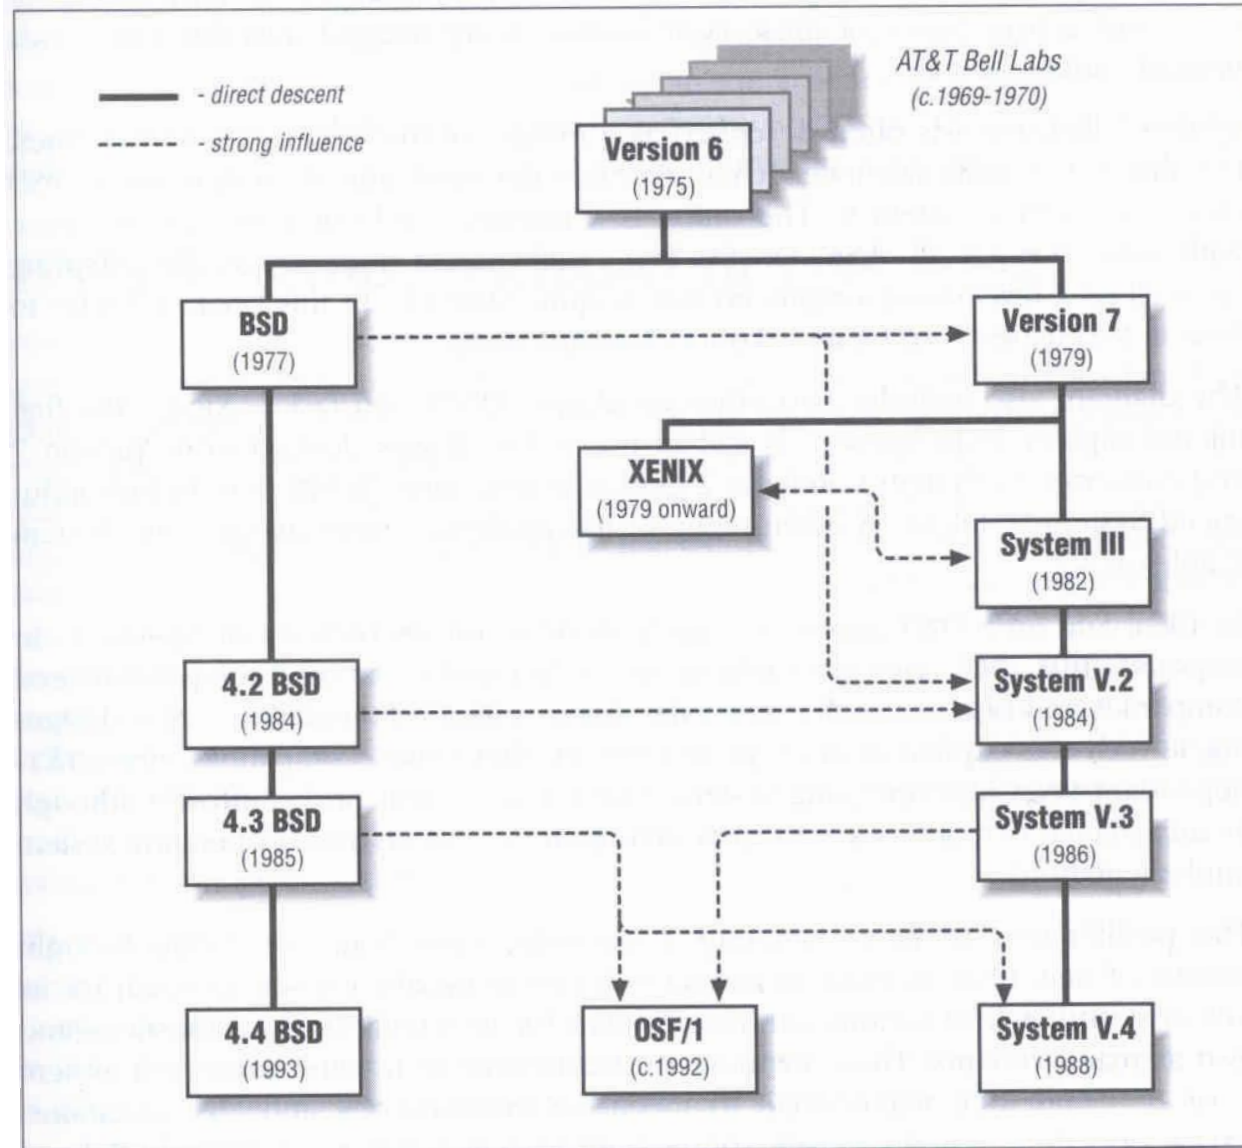 AT&T Bell Labs
(c.1969-1970)
- direct descent
- strong influence
Version 6
(1975)
BSD
(1977)
Version 7
(1979)
XENIX
(1979 onward)
System III
(1982)
4.2 BSD
(1984)
System V.2
(1984)
4.3 BSD
(1985)
System V.3
(1986)
4.4 BSD
(1993)
OSF/1
(c.1992)
System V.4
(1988)